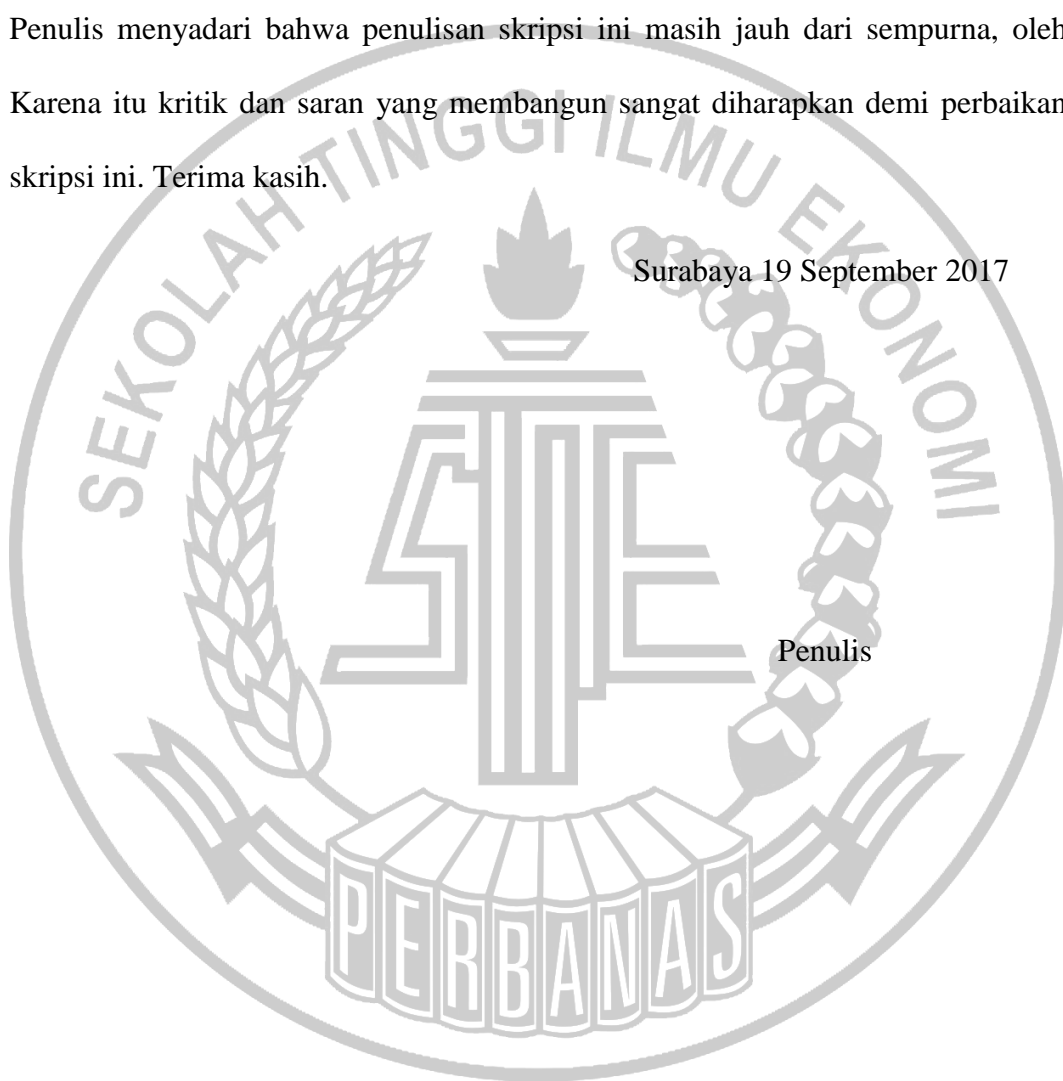 Penulis menyadari bahwa penulisan skripsi ini masih jauh dari sempurna, oleh
Karena itu kritik dan saran yang membangun sangat diharapkan demi perbaikan
skripsi ini. Terima kasih.
SEKOLAH TINGGI ILMU EKONOMI
Surabaya 19 September 2017
STIE
Penulis
PERBANAS